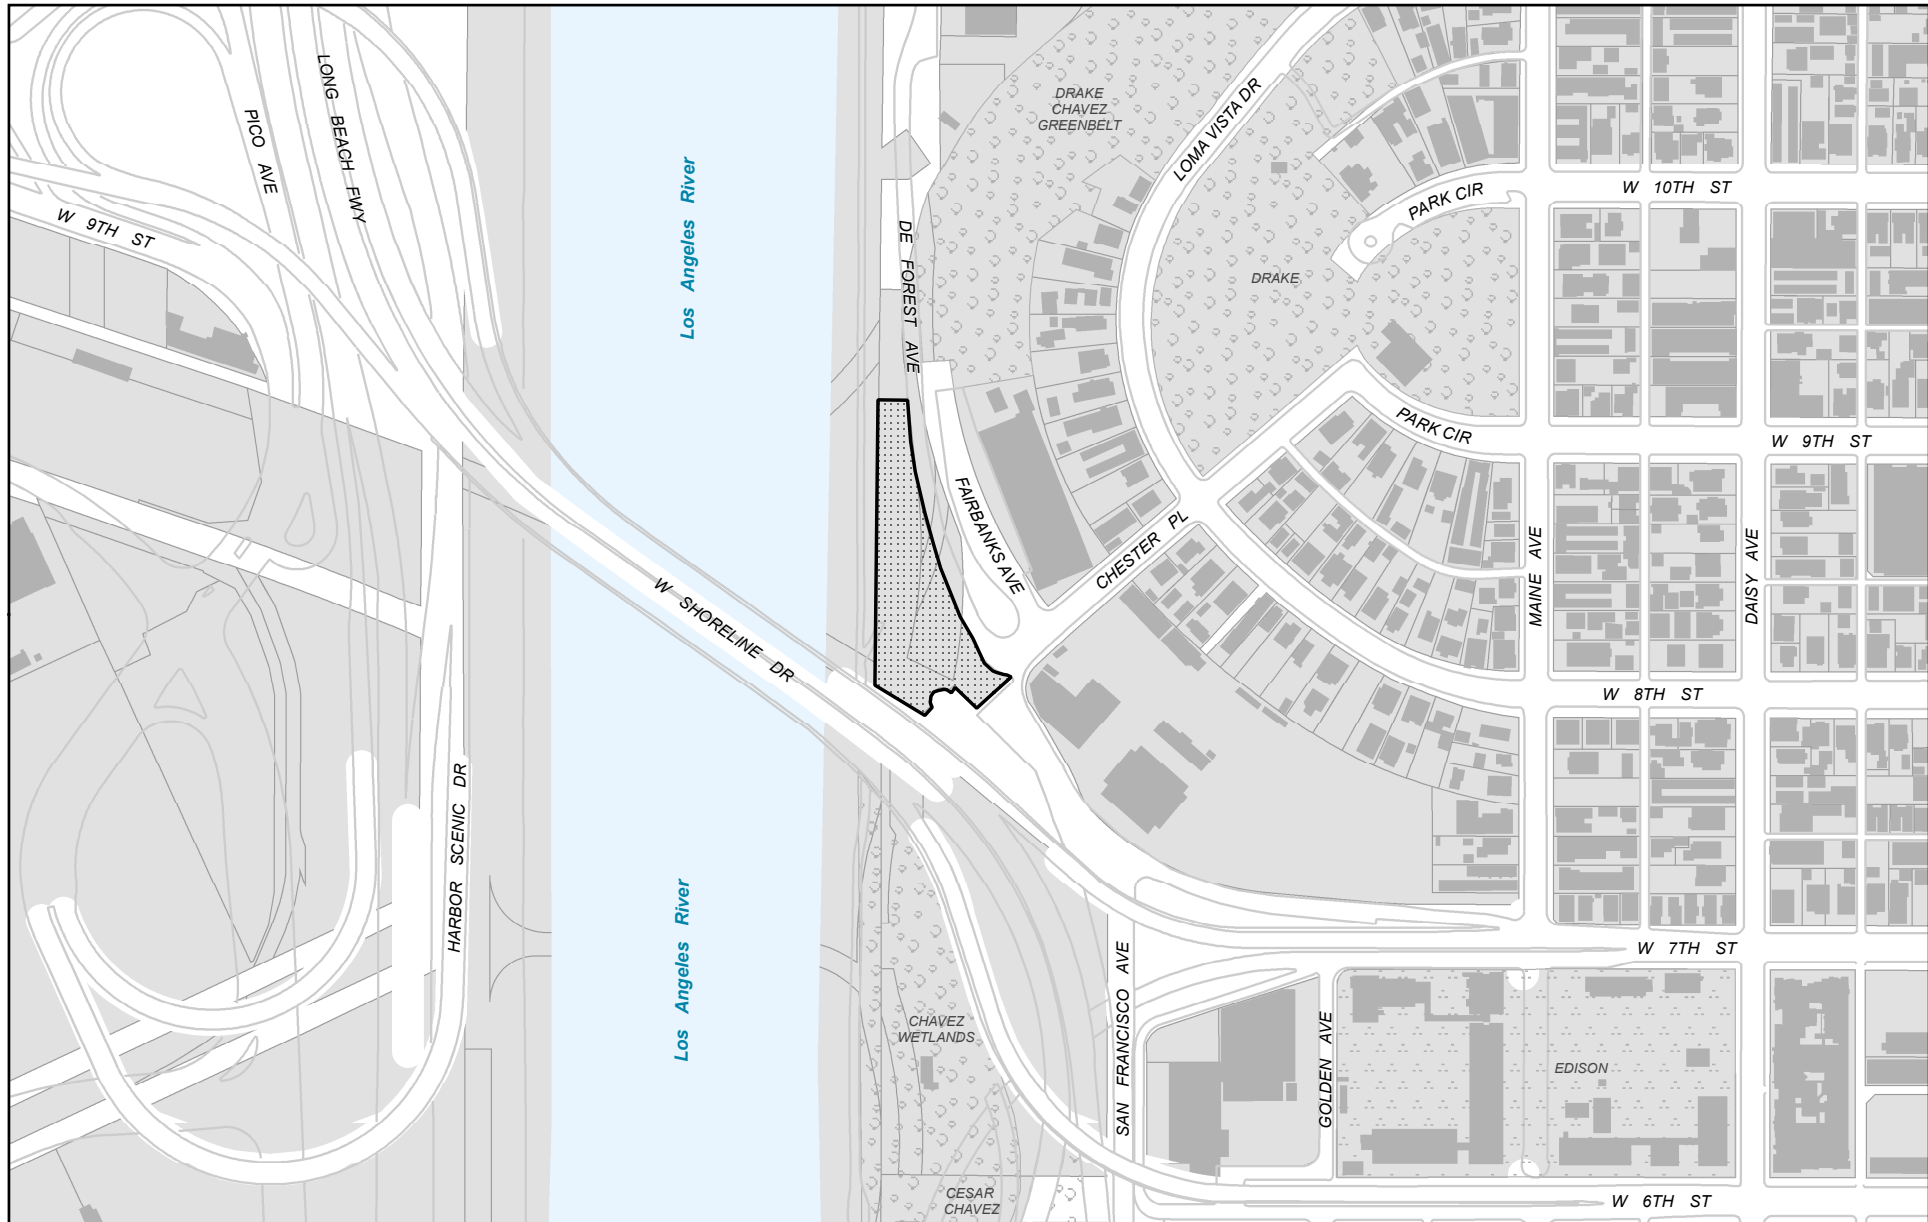 LONG BEACH FWY
PICO AVE
W 9TH ST
Los Angeles River
DE FOREST AVE
DRAKE
CHAVEZ
GREENBELT
LOMA VISTA DR
PARK CIR
W 10TH ST
DRAKE
PARK CIR
W 9TH ST
FAIRBANKS AVE
CHESTER PL
MAINE AVE
DAISY AVE
W SHORELINE DR
W 8TH ST
HARBOR SCENIC DR
Los Angeles River
W 7TH ST
SAN FRANCISCO AVE
GOLDEN AVE
CHAVEZ
WETLANDS
EDISON
CESAR
CHAVEZ
W 6TH ST